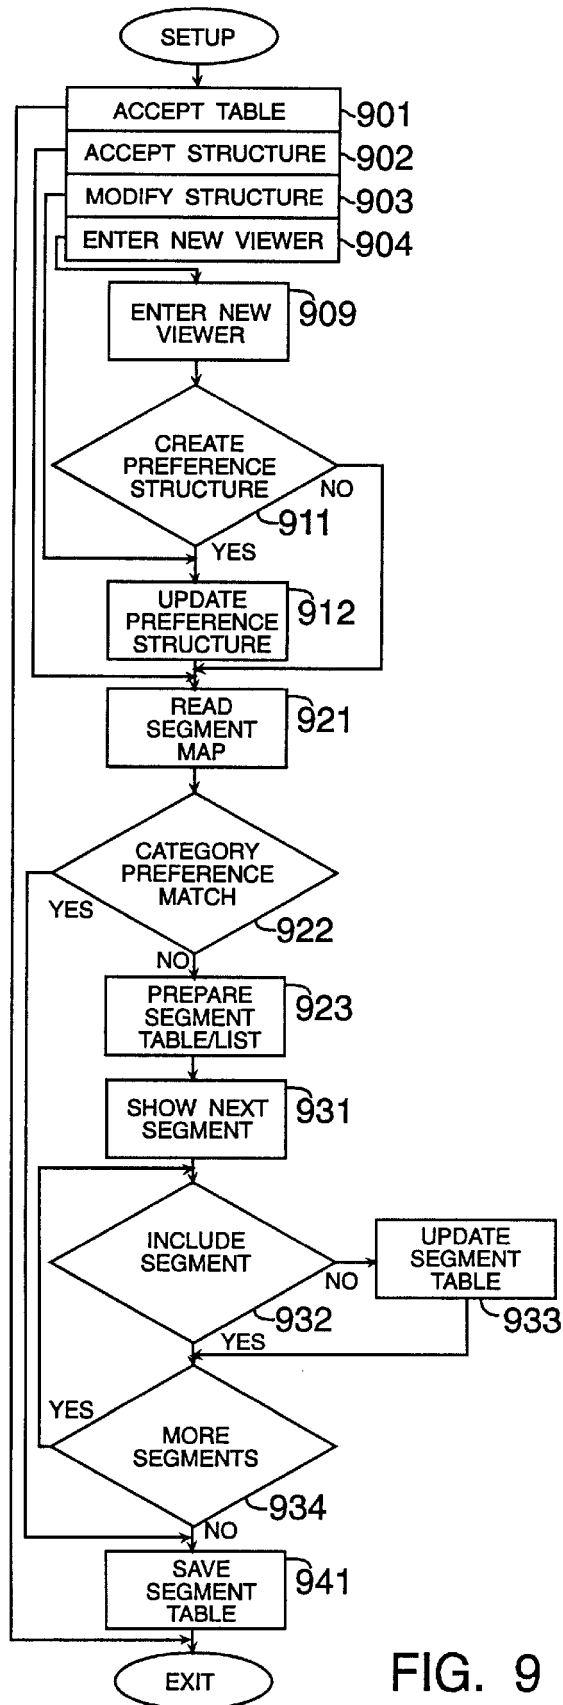 SETUP
ACCEPT TABLE 901
ACCEPT STRUCTURE 902
MODIFY STRUCTURE 903
ENTER NEW VIEWER 904
ENTER NEW
VIEWER
909
CREATE
PREFERENCE
STRUCTURE
NO
911
YES
UPDATE
PREFERENCE
STRUCTURE
912
READ
SEGMENT
MAP
921
CATEGORY
PREFERENCE
MATCH
YES
922
NO
PREPARE
SEGMENT
TABLE/LIST
923
SHOW NEXT
SEGMENT
931
INCLUDE
SEGMENT
NO
932
YES
UPDATE
SEGMENT
TABLE
933
YES
MORE
SEGMENTS
934
NO
SAVE
SEGMENT
TABLE
941
EXIT
FIG. 9